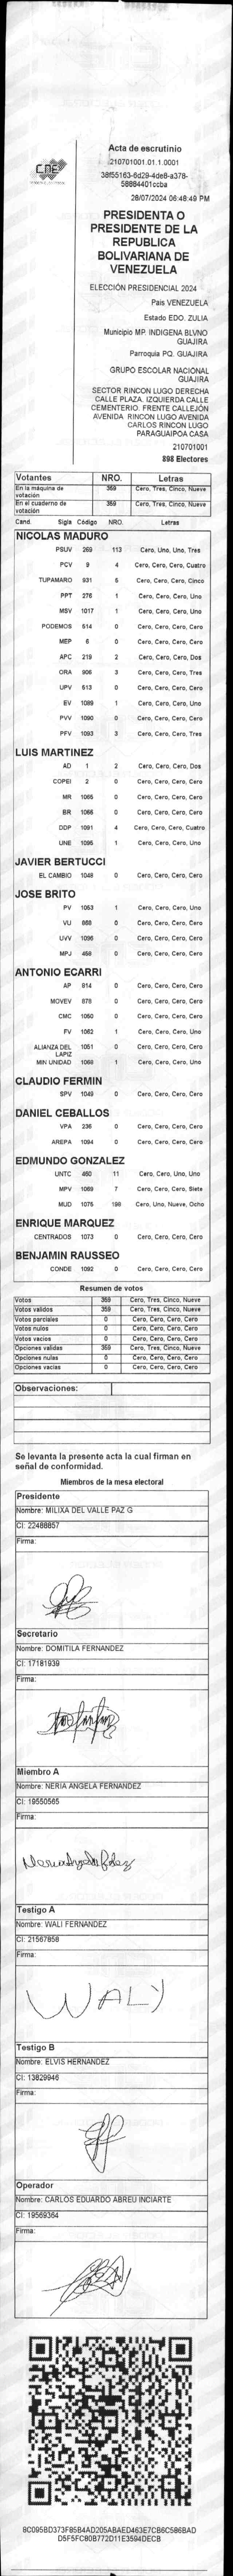 Acta de escrutinio
210701001.01.1.0001
38f55163-6d29-4de8-a378-
58884401ccba
28/07/2024 06:48:49 PM
CNE
PRESIDENTA O
PRESIDENTE DE LA
REPUBLICA
BOLIVARIANA DE
VENEZUELA
ELECCIÓN PRESIDENCIAL 2024
Pais VENEZUELA
Estado EDO. ZULIA
Municipio MP. INDIGENA BLVNO
GUAJIRA
Parroquia PQ. GUAJIRA
GRUPO ESCOLAR NACIONAL
GUAJIRA
SECTOR RINCON LUGO DERECHA
CALLE PLAZA. IZQUIERDA CALLE
CEMENTERIO. FRENTE CALLEJÓN
AVENIDA RINCON LUGO AVENIDA
CARLOS RINCON LUGO
PARAGUAIPOA CASA
210701001
898 Electores
Votantes NRO. Letras
En la máquina de votación 359 Cero, Tres, Cinco, Nueve
En el cuaderno de votación 359 Cero, Tres, Cinco, Nueve
Cand. Sigla Código NRO. Letras
NICOLAS MADURO
PSUV 269 113 Cero, Uno, Uno, Tres
PCV 9 4 Cero, Cero, Cero, Cuatro
TUPAMARO 931 5 Cero, Cero, Cero, Cinco
PPT 276 1 Cero, Cero, Cero, Uno
MSV 1017 1 Cero, Cero, Cero, Uno
PODEMOS 514 0 Cero, Cero, Cero, Cero
MEP 6 0 Cero, Cero, Cero, Cero
APC 219 2 Cero, Cero, Cero, Dos
ORA 906 3 Cero, Cero, Cero, Tres
UPV 513 0 Cero, Cero, Cero, Cero
EV 1089 1 Cero, Cero, Cero, Uno
PVV 1090 0 Cero, Cero, Cero, Cero
PFV 1093 3 Cero, Cero, Cero, Tres
LUIS MARTINEZ
AD 1 2 Cero, Cero, Cero, Dos
COPEI 2 0 Cero, Cero, Cero, Cero
MR 1065 0 Cero, Cero, Cero, Cero
BR 1066 0 Cero, Cero, Cero, Cero
DDP 1091 4 Cero, Cero, Cero, Cuatro
UNE 1095 1 Cero, Cero, Cero, Uno
JAVIER BERTUCCI
EL CAMBIO 1048 0 Cero, Cero, Cero, Cero
JOSE BRITO
PV 1053 1 Cero, Cero, Cero, Uno
VU 868 0 Cero, Cero, Cero, Cero
UVV 1096 0 Cero, Cero, Cero, Cero
MPJ 458 0 Cero, Cero, Cero, Cero
ANTONIO ECARRI
AP 914 0 Cero, Cero, Cero, Cero
MOVEV 878 0 Cero, Cero, Cero, Cero
CMC 1050 0 Cero, Cero, Cero, Cero
FV 1062 1 Cero, Cero, Cero, Uno
ALIANZA DEL LAPIZ 1051 0 Cero, Cero, Cero, Cero
MIN UNIDAD 1068 1 Cero, Cero, Cero, Uno
CLAUDIO FERMIN
SPV 1049 0 Cero, Cero, Cero, Cero
DANIEL CEBALLOS
VPA 236 0 Cero, Cero, Cero, Cero
AREPA 1094 0 Cero, Cero, Cero, Cero
EDMUNDO GONZALEZ
UNTC 460 11 Cero, Cero, Uno, Uno
MPV 1069 7 Cero, Cero, Cero, Siete
MUD 1075 198 Cero, Uno, Nueve, Ocho
ENRIQUE MARQUEZ
CENTRADOS 1073 0 Cero, Cero, Cero, Cero
BENJAMIN RAUSSEO
CONDE 1092 0 Cero, Cero, Cero, Cero
Resumen de votos
Votos 359 Cero, Tres, Cinco, Nueve
Votos validos 359 Cero, Tres, Cinco, Nueve
Votos parciales 0 Cero, Cero, Cero, Cero
Votos nulos 0 Cero, Cero, Cero, Cero
Votos vacios 0 Cero, Cero, Cero, Cero
Opciones validas 359 Cero, Tres, Cinco, Nueve
Opciones nulas 0 Cero, Cero, Cero, Cero
Opciones vacias 0 Cero, Cero, Cero, Cero
Observaciones:
Se levanta la presente acta la cual firman en
señal de conformidad.
Miembros de la mesa electoral
Presidente
Nombre: MILIXA DEL VALLE PAZ G
CI: 22488857
Firma:
Secretario
Nombre: DOMITILA FERNANDEZ
CI: 17181939
Firma:
Miembro A
Nombre: NERIA ANGELA FERNANDEZ
CI: 19550565
Firma:
Testigo A
Nombre: WALI FERNANDEZ
CI: 21567858
Firma:
WALY
Testigo B
Nombre: ELVIS HERNANDEZ
CI: 13829946
Firma:
Operador
Nombre: CARLOS EDUARDO ABREU INCIARTE
CI: 19569364
Firma:
8C095BD373F85B4AD205ABAED463E7CB6C586BAD
D5F5FC80B772D11E3594DECB